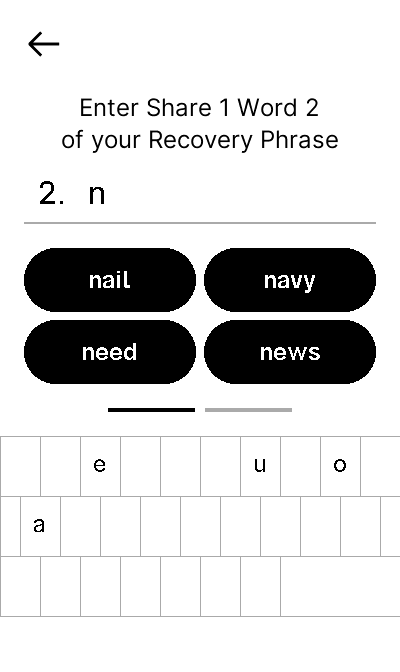 Enter Share 1 Word 2
of your Recovery Phrase
2. n
nail navy
need news
e u o
a